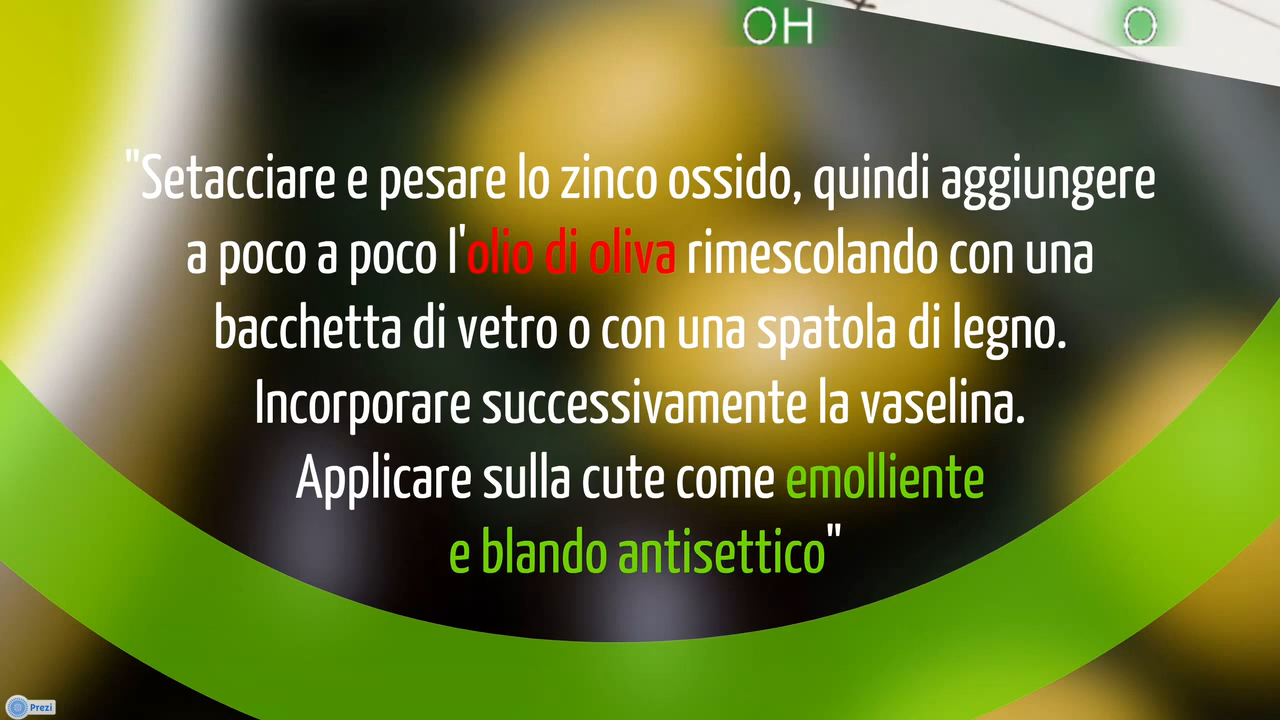 OH
O
"Setacciare e pesare lo zinco ossido, quindi aggiungere
a poco a poco l'olio di oliva rimescolando con una
bacchetta di vetro o con una spatola di legno.
Incorporare successivamente la vaselina.
Applicare sulla cute come emolliente
e blando antisettico"
Prezi